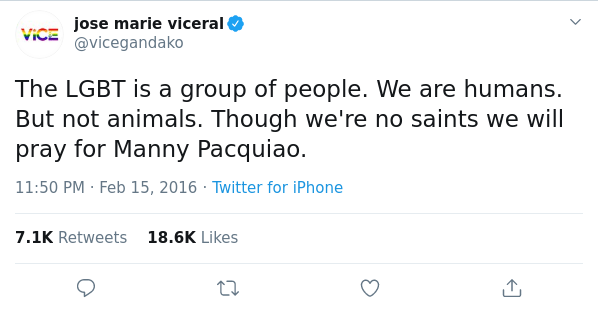 VICE
jose marie viceral
@vicegandako
The LGBT is a group of people. We are humans.
But not animals. Though we're no saints we will
pray for Manny Pacquiao.
11:50 PM · Feb 15, 2016 · Twitter for iPhone
7.1K Retweets 18.6K Likes